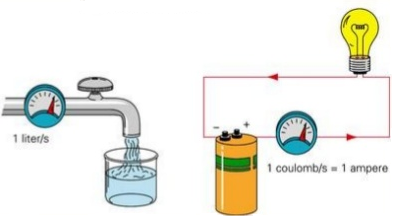 1 liter/s
− +
1 coulomb/s = 1 ampere